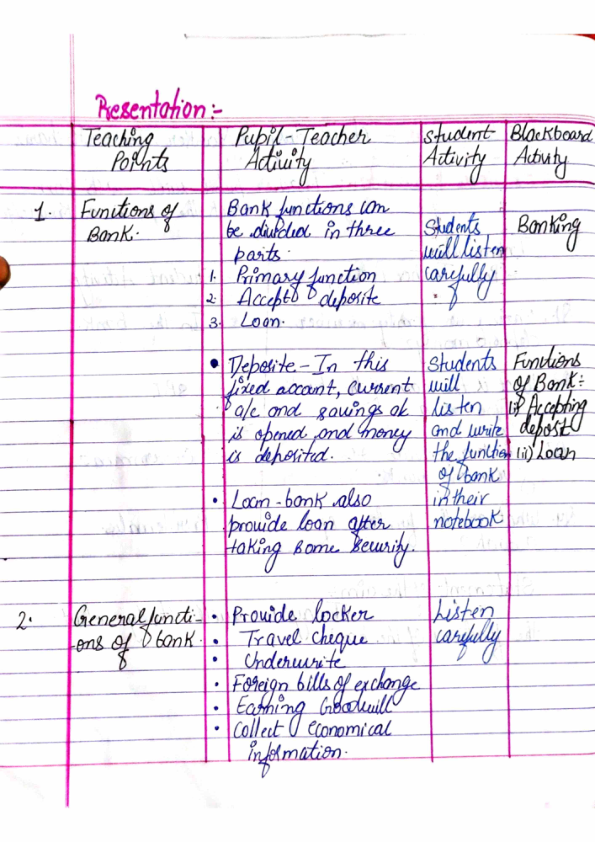 Presentation:-
Teaching Points
Pupil-Teacher Activity
Student Activity
Blackboard Activity
1.
Functions of
Bank.
Bank functions can
be divided in three
parts.
1. Primary function
2. Accept deposite
3. Loan.
Students
will listen
carefully
Banking
• Deposite - In this
fixed account, current
a/c and savings ac
is opened and money
is deposited.
• Loan - bank also
provide loan after
taking some security.
Students
will
listen
and write
the function
of bank
in their
notebook.
Functions
of Bank:-
i) Accepting
deposit
(ii) Loan
2.
General functi-
-ons of bank.
• Provide locker
• Travel cheque
• Underwrite
• Foreign bills of exchange
• Earning Goodwill
• Collect economical
information.
Listen
carefully